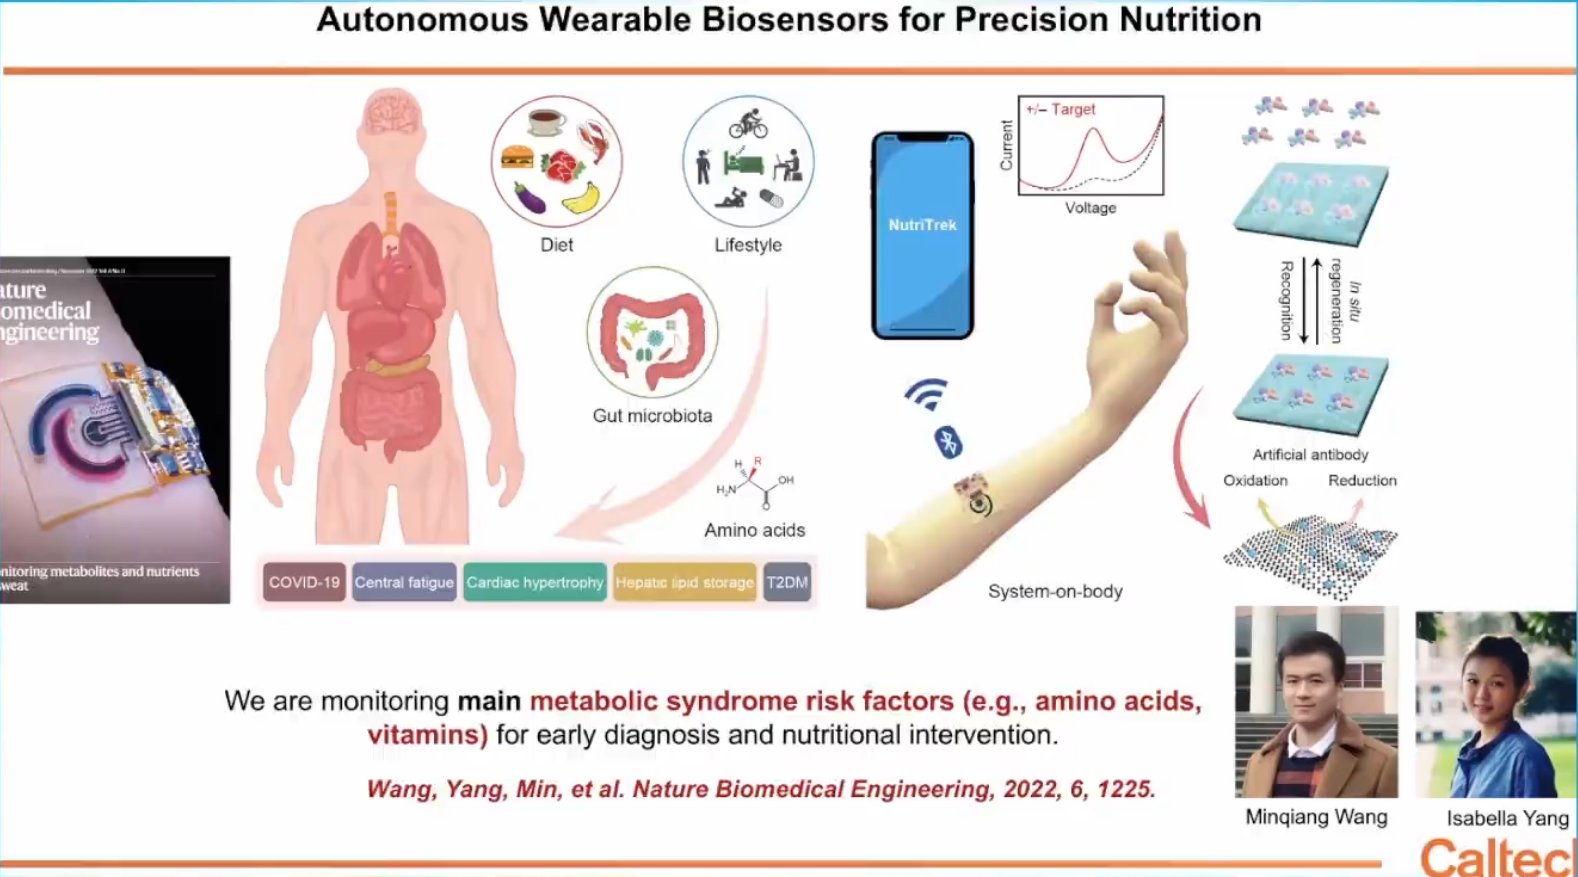 Autonomous Wearable Biosensors for Precision Nutrition
ature
omedical
ngineering
nitoring metabolites and nutrients
sweat
Diet
Lifestyle
Gut microbiota
H
R
H₂N
OH
O
Amino acids
COVID-19
Central fatigue
Cardiac hypertrophy
Hepatic lipid storage
T2DM
NutriTrek
+/– Target
Current
Voltage
System-on-body
Recognition
In situ
regeneration
Artificial antibody
Oxidation
Reduction
We are monitoring main metabolic syndrome risk factors (e.g., amino acids,
vitamins) for early diagnosis and nutritional intervention.
Wang, Yang, Min, et al. Nature Biomedical Engineering, 2022, 6, 1225.
Minqiang Wang
Isabella Yang
Caltec